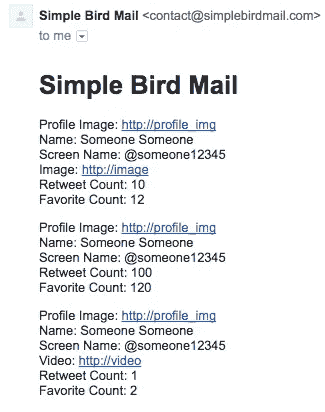 Simple Bird Mail <contact@simplebirdmail.com>
to me
Simple Bird Mail
Profile Image: http://profile_img
Name: Someone Someone
Screen Name: @someone12345
Image: http://image
Retweet Count: 10
Favorite Count: 12
Profile Image: http://profile_img
Name: Someone Someone
Screen Name: @someone12345
Retweet Count: 100
Favorite Count: 120
Profile Image: http://profile_img
Name: Someone Someone
Screen Name: @someone12345
Video: http://video
Retweet Count: 1
Favorite Count: 2